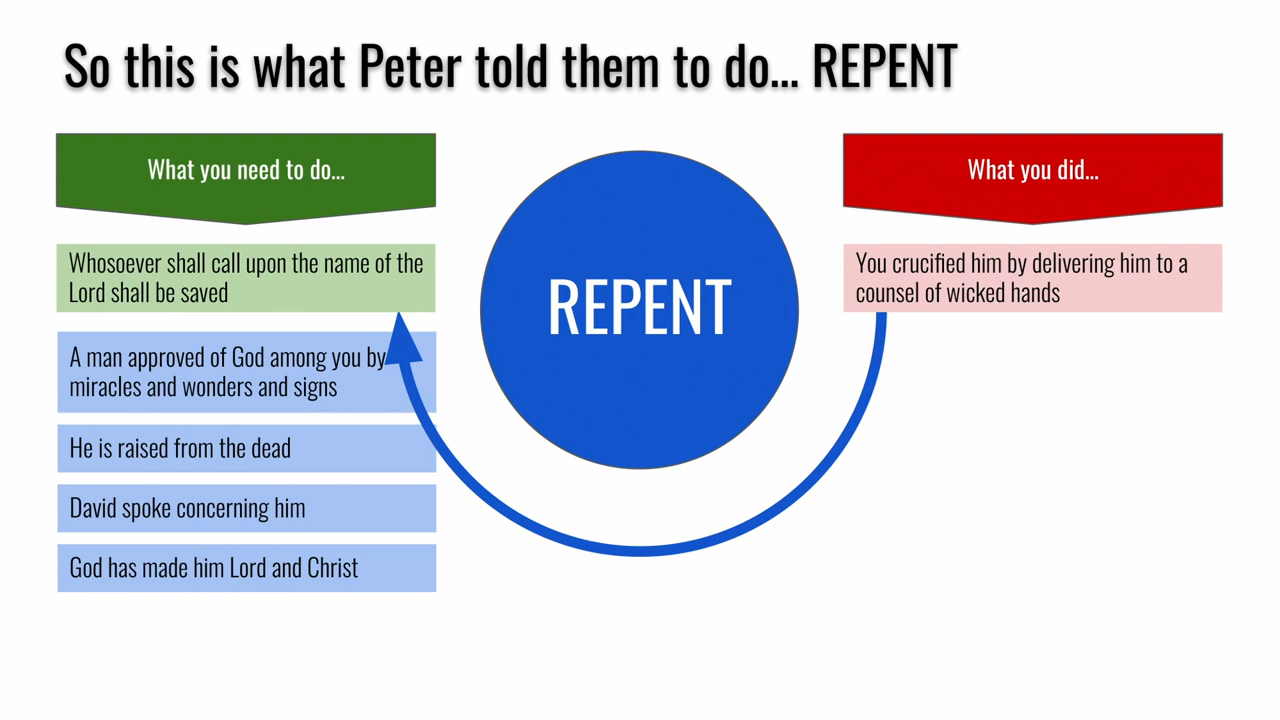 So this is what Peter told them to do... REPENT
What you need to do...
Whosoever shall call upon the name of the
Lord shall be saved
A man approved of God among you by
miracles and wonders and signs
He is raised from the dead
David spoke concerning him
God has made him Lord and Christ
REPENT
What you did...
You crucified him by delivering him to a
counsel of wicked hands